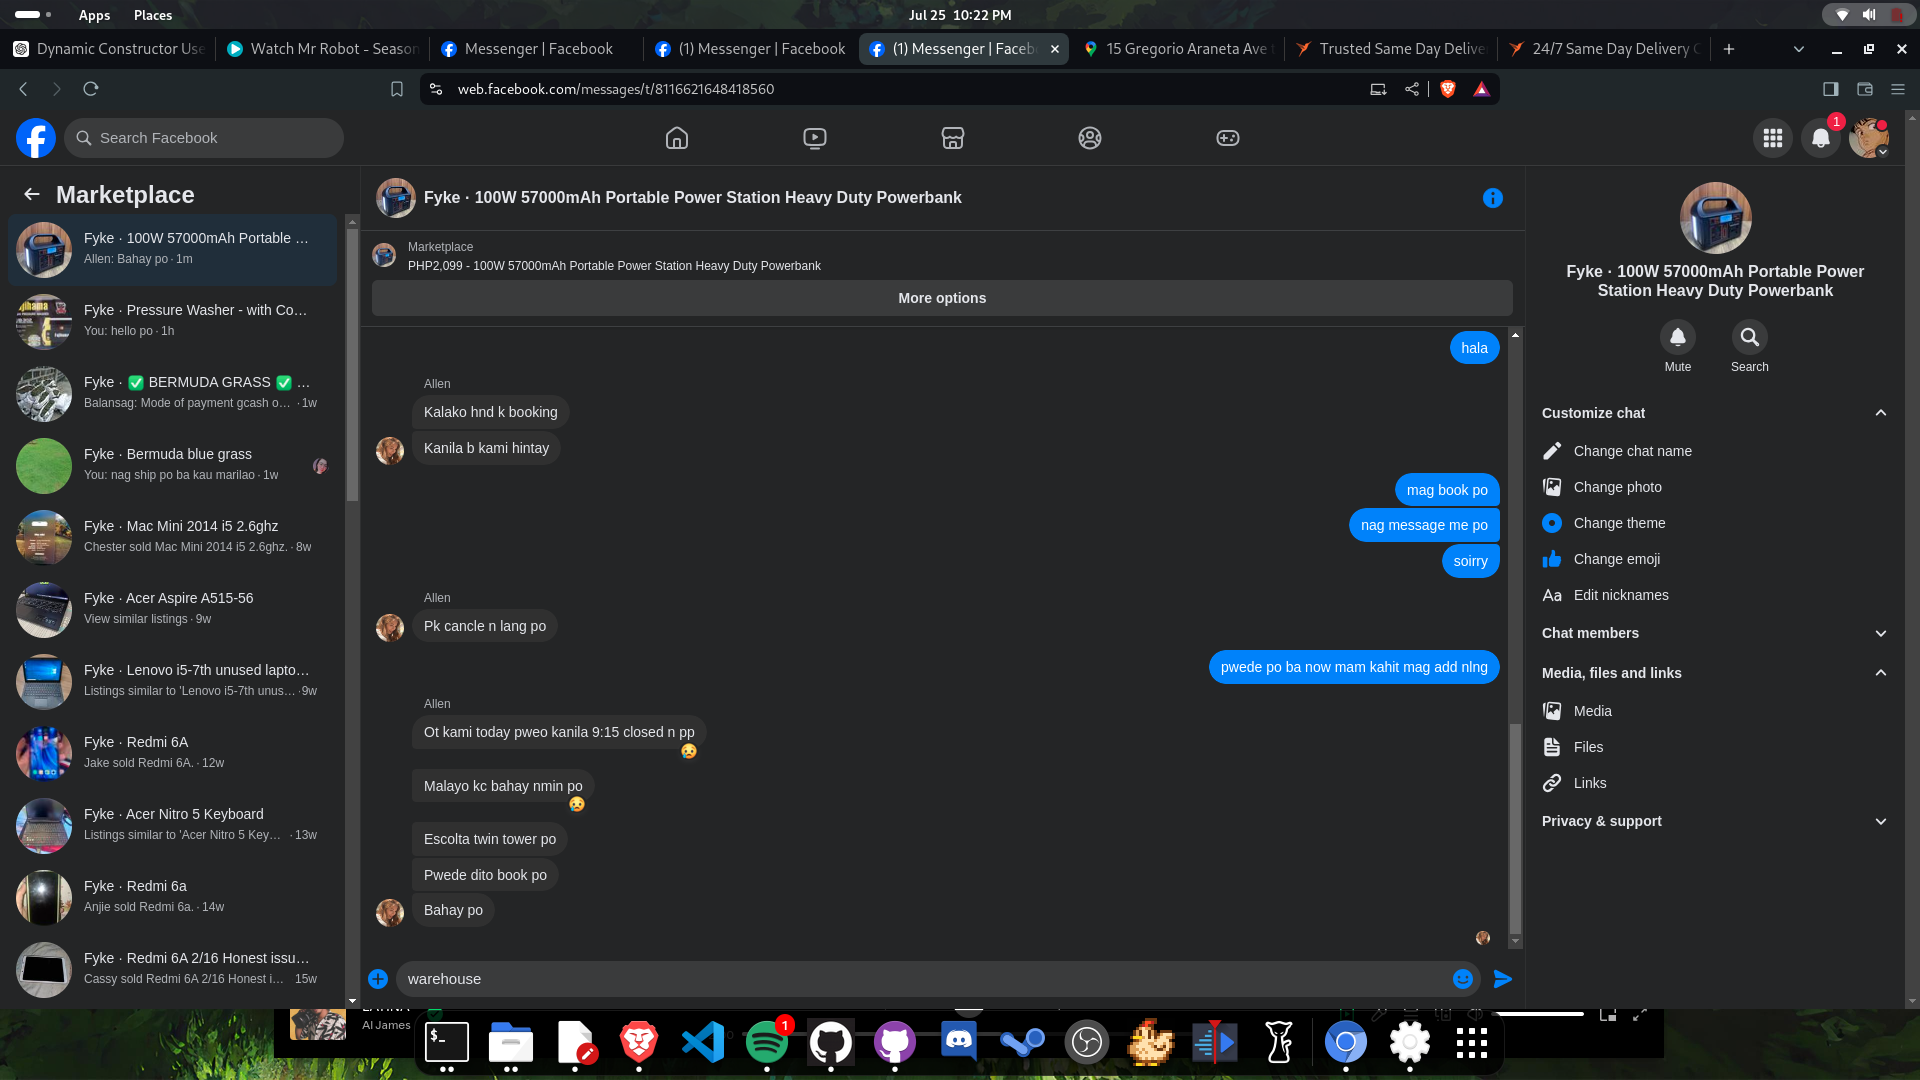 Apps
Places
Jul 25 10:22 PM
Dynamic Constructor Use
Watch Mr Robot - Season
Messenger | Facebook
(1) Messenger | Facebook
(1) Messenger | Faceb
15 Gregorio Araneta Ave t
Trusted Same Day Delive
24/7 Same Day Delivery C
web.facebook.com/messages/t/8116621648418560
Search Facebook
1
Marketplace
Fyke · 100W 57000mAh Portable …
Allen: Bahay po · 1m
Fyke · Pressure Washer - with Co…
You: hello po · 1h
Fyke · ✅ BERMUDA GRASS ✅ …
Balansag: Mode of payment gcash o… · 1w
Fyke · Bermuda blue grass
You: nag ship po ba kau marilao · 1w
Fyke · Mac Mini 2014 i5 2.6ghz
Chester sold Mac Mini 2014 i5 2.6ghz. · 8w
Fyke · Acer Aspire A515-56
View similar listings · 9w
Fyke · Lenovo i5-7th unused lapto…
Listings similar to 'Lenovo i5-7th unus… · 9w
Fyke · Redmi 6A
Jake sold Redmi 6A. · 12w
Fyke · Acer Nitro 5 Keyboard
Listings similar to 'Acer Nitro 5 Key… · 13w
Fyke · Redmi 6a
Anjie sold Redmi 6a. · 14w
Fyke · Redmi 6A 2/16 Honest issu…
Cassy sold Redmi 6A 2/16 Honest i… 15w
Fyke · 100W 57000mAh Portable Power Station Heavy Duty Powerbank
Marketplace
PHP2,099 - 100W 57000mAh Portable Power Station Heavy Duty Powerbank
More options
hala
Allen
Kalako hnd k booking
Kanila b kami hintay
mag book po
nag message me po
soirry
Allen
Pk cancle n lang po
pwede po ba now mam kahit mag add nlng
Allen
Ot kami today pweo kanila 9:15 closed n pp
Malayo kc bahay nmin po
Escolta twin tower po
Pwede dito book po
Bahay po
warehouse
Fyke · 100W 57000mAh Portable Power
Station Heavy Duty Powerbank
Mute
Search
Customize chat
Change chat name
Change photo
Change theme
Change emoji
Aa
Edit nicknames
Chat members
Media, files and links
Media
Files
Links
Privacy & support
Al James
$_
1